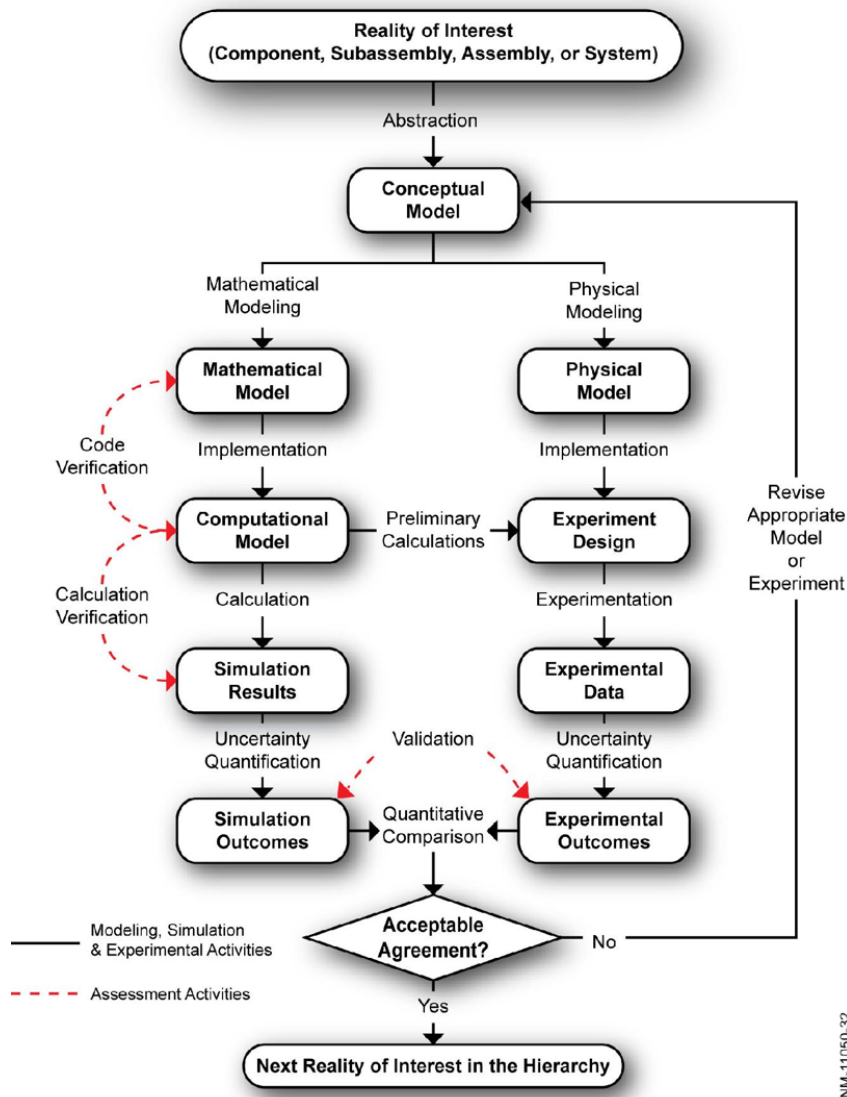 Reality of Interest
(Component, Subassembly, Assembly, or System)
Abstraction
Conceptual
Model
Mathematical
Modeling
Physical
Modeling
Mathematical
Model
Physical
Model
Code
Verification
Implementation
Implementation
Revise
Appropriate
Model
or
Experiment
Computational
Model
Preliminary
Calculations
Experiment
Design
Calculation
Verification
Calculation
Experimentation
Simulation
Results
Experimental
Data
Uncertainty
Quantification
Validation
Uncertainty
Quantification
Simulation
Outcomes
Quantitative
Comparison
Experimental
Outcomes
Modeling, Simulation
& Experimental Activities
Acceptable
Agreement?
No
Assessment Activities
Yes
Next Reality of Interest in the Hierarchy
NM-11050-32